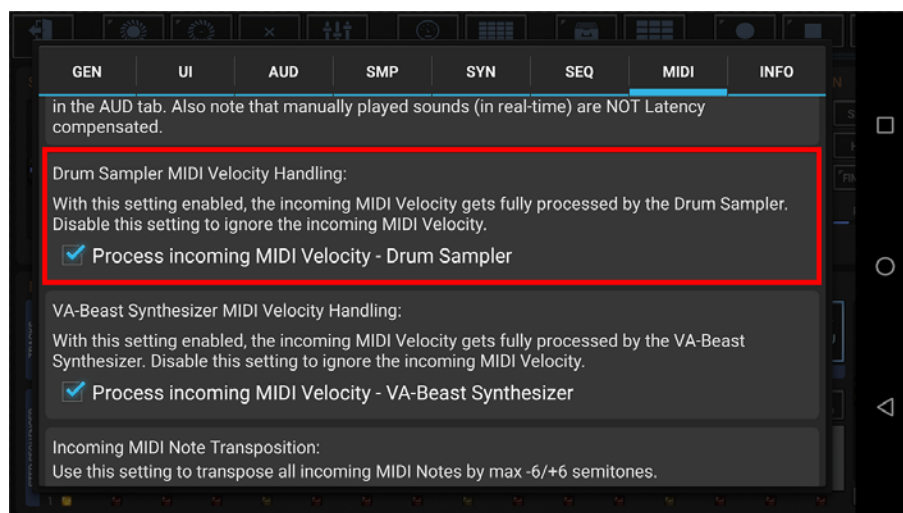 GEN UI AUD SMP SYN SEQ MIDI INFO
in the AUD tab. Also note that manually played sounds (in real-time) are NOT Latency
compensated.
Drum Sampler MIDI Velocity Handling:
With this setting enabled, the incoming MIDI Velocity gets fully processed by the Drum Sampler.
Disable this setting to ignore the incoming MIDI Velocity.
Process incoming MIDI Velocity - Drum Sampler
VA-Beast Synthesizer MIDI Velocity Handling:
With this setting enabled, the incoming MIDI Velocity gets fully processed by the VA-Beast
Synthesizer. Disable this setting to ignore the incoming MIDI Velocity.
Process incoming MIDI Velocity - VA-Beast Synthesizer
Incoming MIDI Note Transposition:
Use this setting to transpose all incoming MIDI Notes by max -6/+6 semitones.